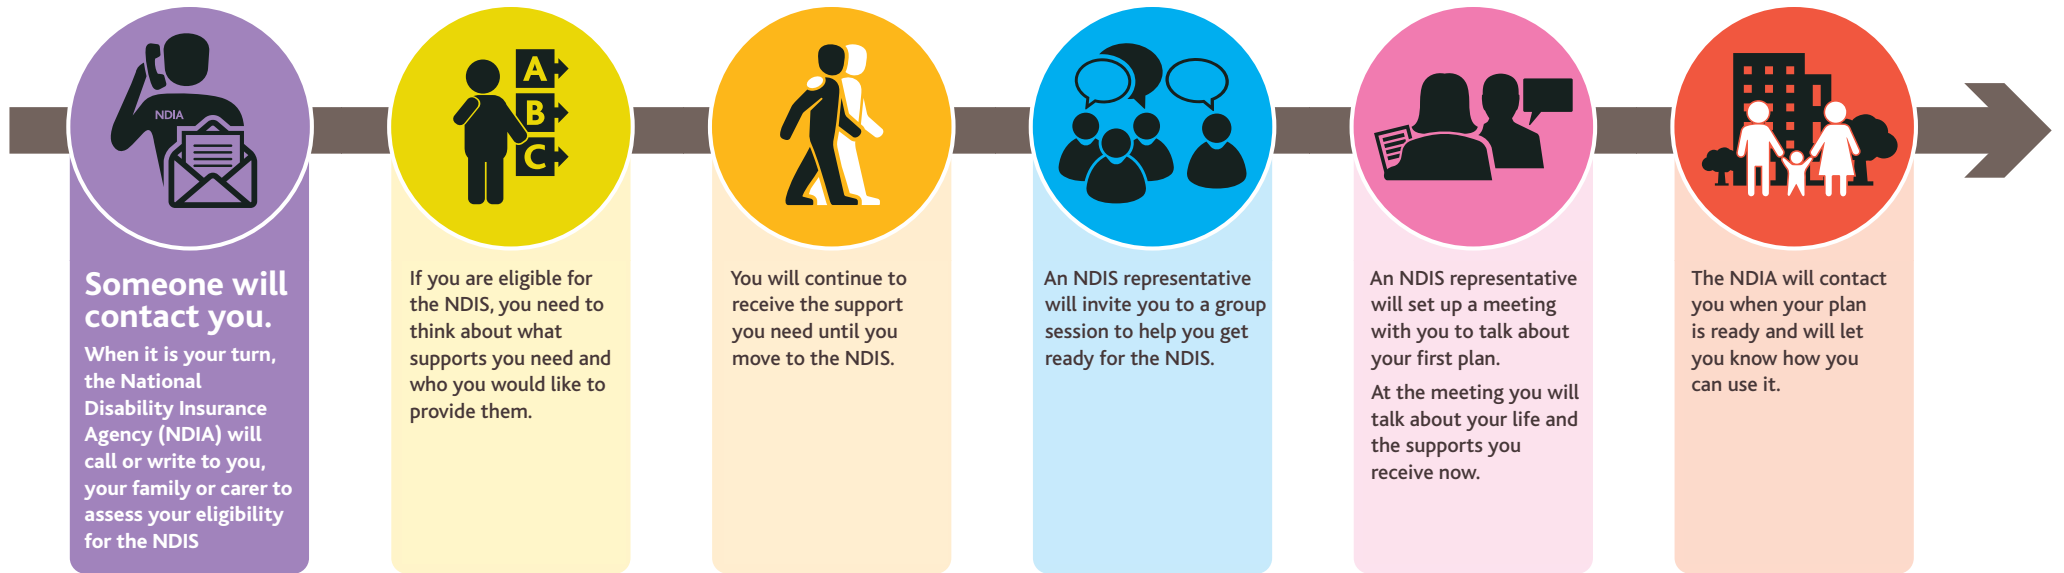 NDIA
Someone will
contact you.
When it is your turn,
the National
Disability Insurance
Agency (NDIA) will
call or write to you,
your family or carer to
assess your eligibility
for the NDIS
A
B
C
If you are eligible for
the NDIS, you need to
think about what
supports you need and
who you would like to
provide them.
You will continue to
receive the support
you need until you
move to the NDIS.
An NDIS representative
will invite you to a group
session to help you get
ready for the NDIS.
An NDIS representative
will set up a meeting
with you to talk about
your first plan.
At the meeting you will
talk about your life and
the supports you
receive now.
The NDIA will contact
you when your plan
is ready and will let
you know how you
can use it.